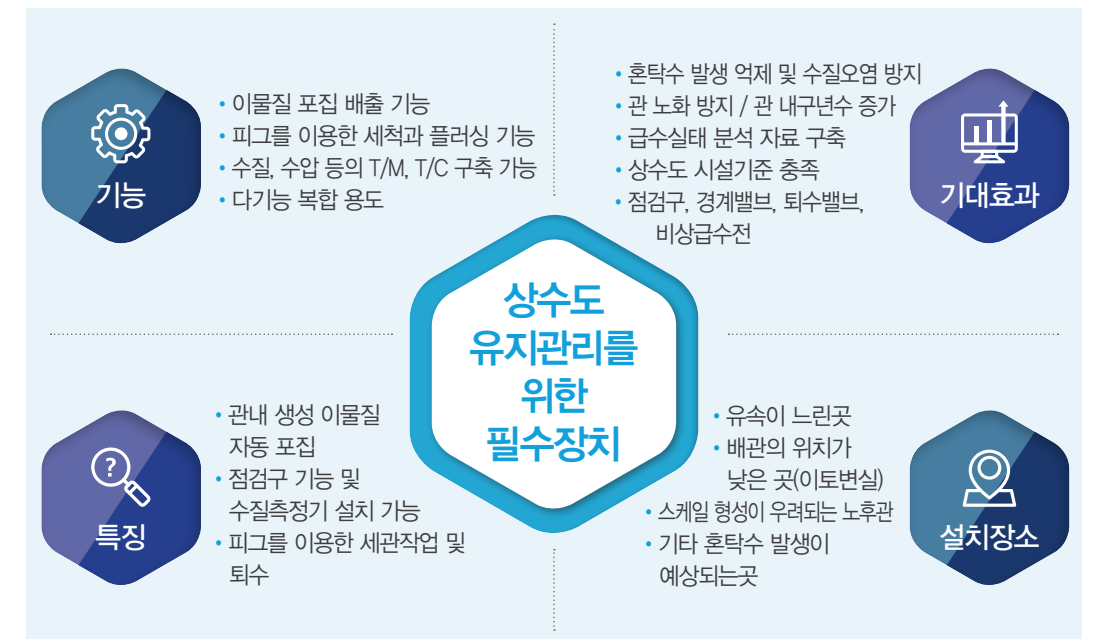 기능
• 이물질 포집 배출 기능
• 피그를 이용한 세척과 플러싱 기능
• 수질, 수압 등의 T/M, T/C 구축 가능
• 다기능 복합 용도
• 혼탁수 발생 억제 및 수질오염 방지
• 관 노화 방지 / 관 내구년수 증가
• 급수실태 분석 자료 구축
• 상수도 시설기준 충족
• 점검구, 경계밸브, 퇴수밸브,
비상급수전
기대효과
상수도
유지관리를
위한
필수장치
?
특징
• 관내 생성 이물질
자동 포집
• 점검구 기능 및
수질측정기 설치 가능
• 피그를 이용한 세관작업 및
퇴수
• 유속이 느린곳
• 배관의 위치가
낮은 곳(이토변실)
• 스케일 형성이 우려되는 노후관
• 기타 혼탁수 발생이
예상되는곳
설치장소